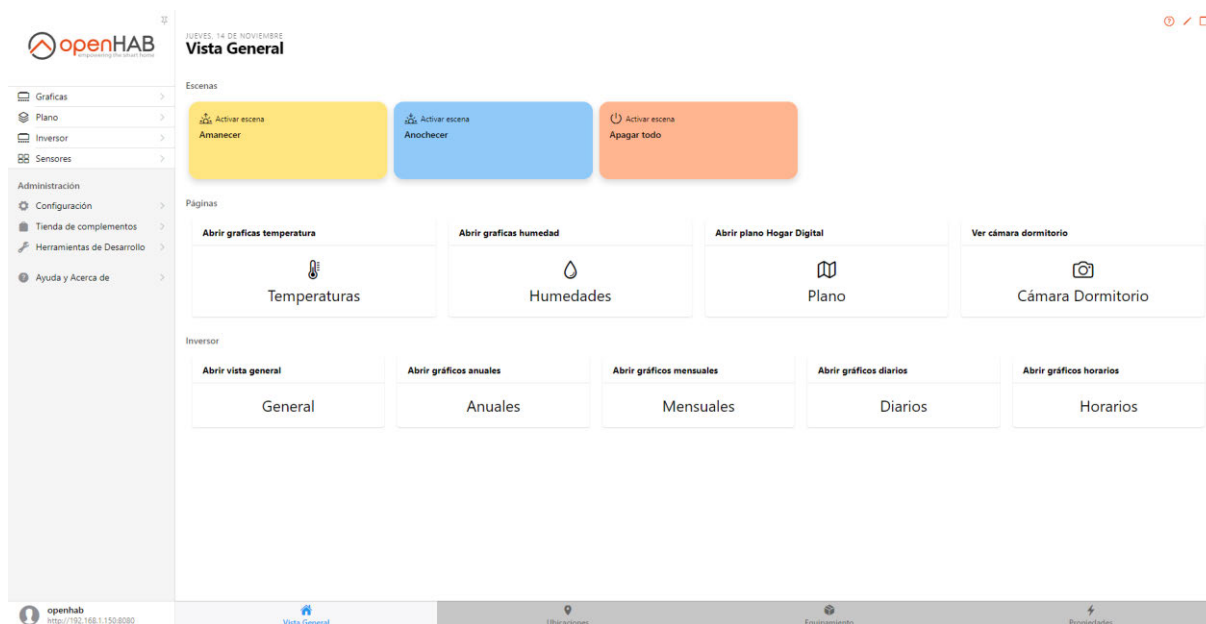 openHAB
empowering the smart home
Graficas
Plano
Inversor
Sensores
Administración
Configuración
Tienda de complementos
Herramientas de Desarrollo
Ayuda y Acerca de
openhab
http://192.168.1.150:8080
JUEVES, 14 DE NOVIEMBRE
Vista General
Escenas
Activar escena
Amanecer
Activar escena
Anochecer
Activar escena
Apagar todo
Páginas
Abrir graficas temperatura
Temperaturas
Abrir graficas humedad
Humedades
Abrir plano Hogar Digital
Plano
Ver cámara dormitorio
Cámara Dormitorio
Inversor
Abrir vista general
General
Abrir gráficos anuales
Anuales
Abrir gráficos mensuales
Mensuales
Abrir gráficos diarios
Diarios
Abrir gráficos horarios
Horarios
Vista General
Ubicaciones
Equipamiento
Propiedades